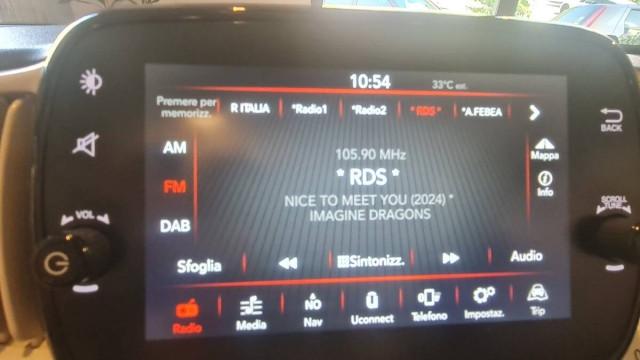 10:54 33°C est.
Premere per memorizz. R ITALIA *Radio1 *Radio2 *RDS* *A.FEBEA
BACK
AM
105.90 MHz
Mappa
FM
* RDS *
Info
NICE TO MEET YOU (2024) *
IMAGINE DRAGONS
SCROLL
TUNE
VOL
DAB
Sfoglia Sintonizz. Audio
Radio Media NO Nav Uconnect Telefono Impostaz. Trip